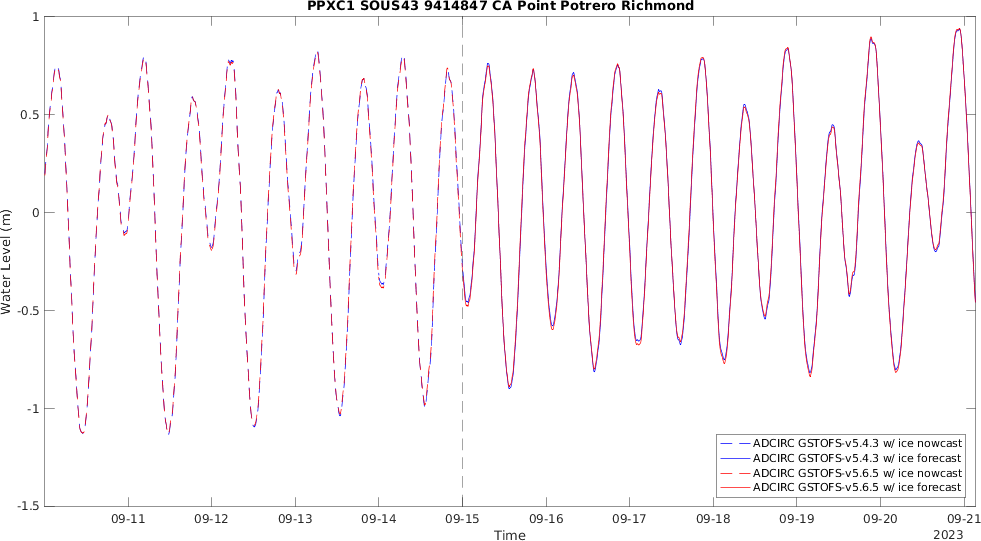 PPXC1 SOUS43 9414847 CA Point Potrero Richmond
1
0.5
0
-0.5
-1
-1.5
Water Level (m)
ADCIRC GSTOFS-v5.4.3 w/ ice nowcast
ADCIRC GSTOFS-v5.4.3 w/ ice forecast
ADCIRC GSTOFS-v5.6.5 w/ ice nowcast
ADCIRC GSTOFS-v5.6.5 w/ ice forecast
09-11 09-12 09-13 09-14 09-15 09-16 09-17 09-18 09-19 09-20 09-21
Time
2023